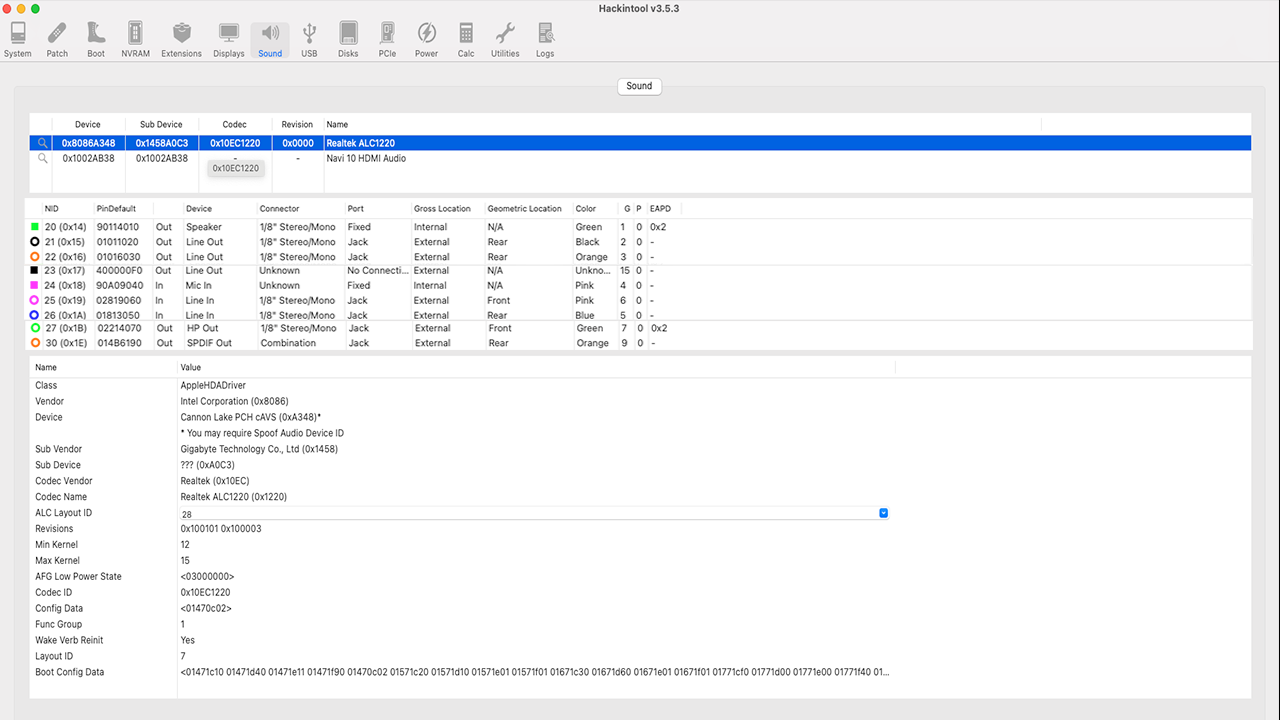 Hackintool v3.5.3
System Patch Boot NVRAM Extensions Displays Sound USB Disks PCIe Power Calc Utilities Logs
Sound
Device Sub Device Codec Revision Name
0x8086A348 0x1458A0C3 0x10EC1220 0x0000 Realtek ALC1220
0x1002AB38 0x1002AB38 - - Navi 10 HDMI Audio
0x10EC1220
NID PinDefault Device Connector Port Gross Location Geometric Location Color G P EAPD
20 (0x14) 90114010 Out Speaker 1/8" Stereo/Mono Fixed Internal N/A Green 1 0 0x2
21 (0x15) 01011020 Out Line Out 1/8" Stereo/Mono Jack External Rear Black 2 0 -
22 (0x16) 01016030 Out Line Out 1/8" Stereo/Mono Jack External Rear Orange 3 0 -
23 (0x17) 400000F0 Out Line Out Unknown No Connecti... External N/A Unkno... 15 0 -
24 (0x18) 90A09040 In Mic In Unknown Fixed Internal N/A Pink 4 0 -
25 (0x19) 02819060 In Line In 1/8" Stereo/Mono Jack External Front Pink 6 0 -
26 (0x1A) 01813050 In Line In 1/8" Stereo/Mono Jack External Rear Blue 5 0 -
27 (0x1B) 02214070 Out HP Out 1/8" Stereo/Mono Jack External Front Green 7 0 0x2
30 (0x1E) 014B6190 Out SPDIF Out Combination Jack External Rear Orange 9 0 -
Name Value
Class AppleHDADriver
Vendor Intel Corporation (0x8086)
Device Cannon Lake PCH cAVS (0xA348)*
* You may require Spoof Audio Device ID
Sub Vendor Gigabyte Technology Co., Ltd (0x1458)
Sub Device ??? (0xA0C3)
Codec Vendor Realtek (0x10EC)
Codec Name Realtek ALC1220 (0x1220)
ALC Layout ID 28
Revisions 0x100101 0x100003
Min Kernel 12
Max Kernel 15
AFG Low Power State <03000000>
Codec ID 0x10EC1220
Config Data <01470c02>
Func Group 1
Wake Verb Reinit Yes
Layout ID 7
Boot Config Data <01471c10 01471d40 01471e11 01471f90 01470c02 01571c20 01571d10 01571e01 01571f01 01671c30 01671d60 01671e01 01671f01 01771cf0 01771d00 01771e00 01771f40 01...